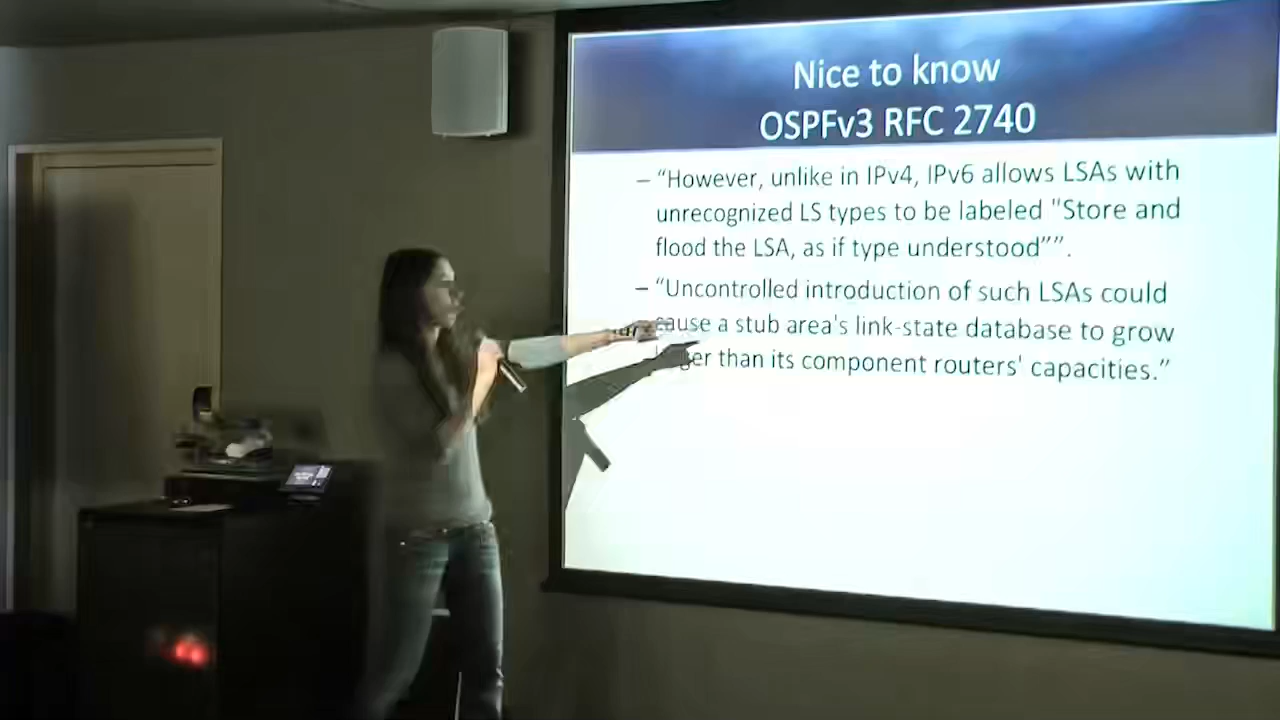 Nice to know
OSPFv3 RFC 2740
– “However, unlike in IPv4, IPv6 allows LSAs with
unrecognized LS types to be labeled "Store and
flood the LSA, as if type understood””.
– “Uncontrolled introduction of such LSAs could
cause a stub area's link-state database to grow
larger than its component routers' capacities.”